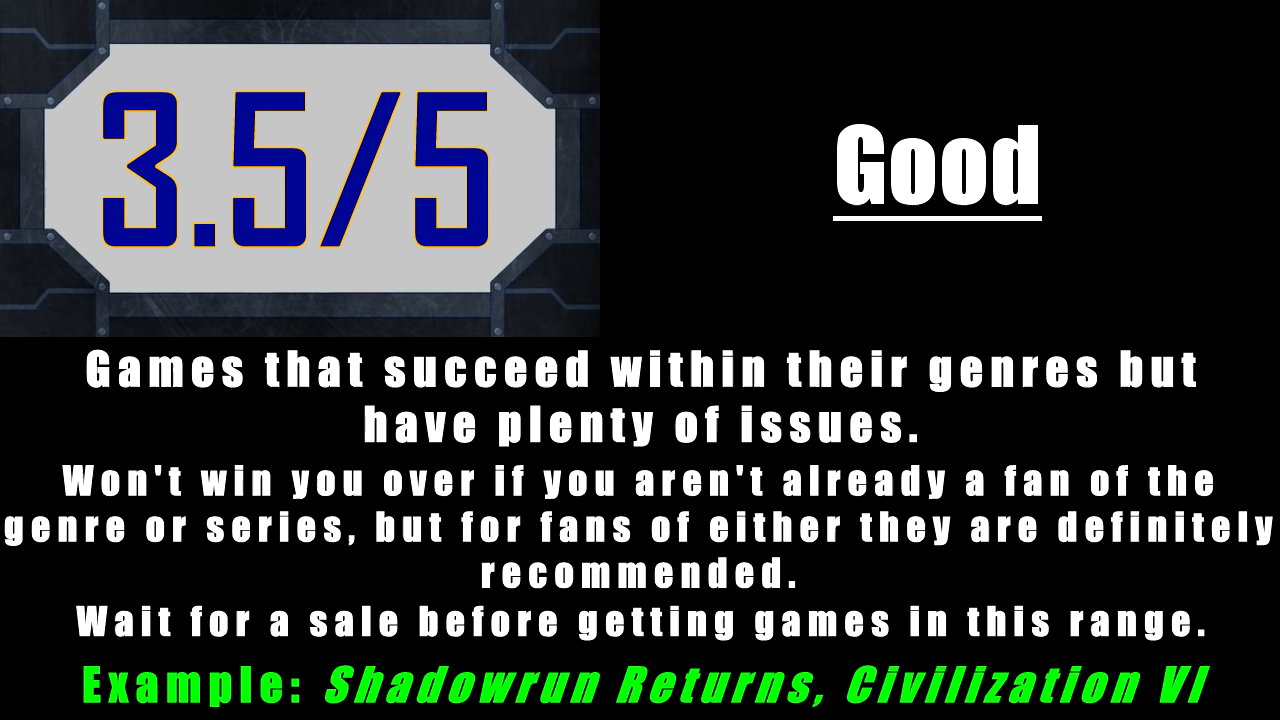 3.5/5
Good
Games that succeed within their genres but
have plenty of issues.
Won't win you over if you aren't already a fan of the
genre or series, but for fans of either they are definitely
recommended.
Wait for a sale before getting games in this range.
Example: Shadowrun Returns, Civilization VI